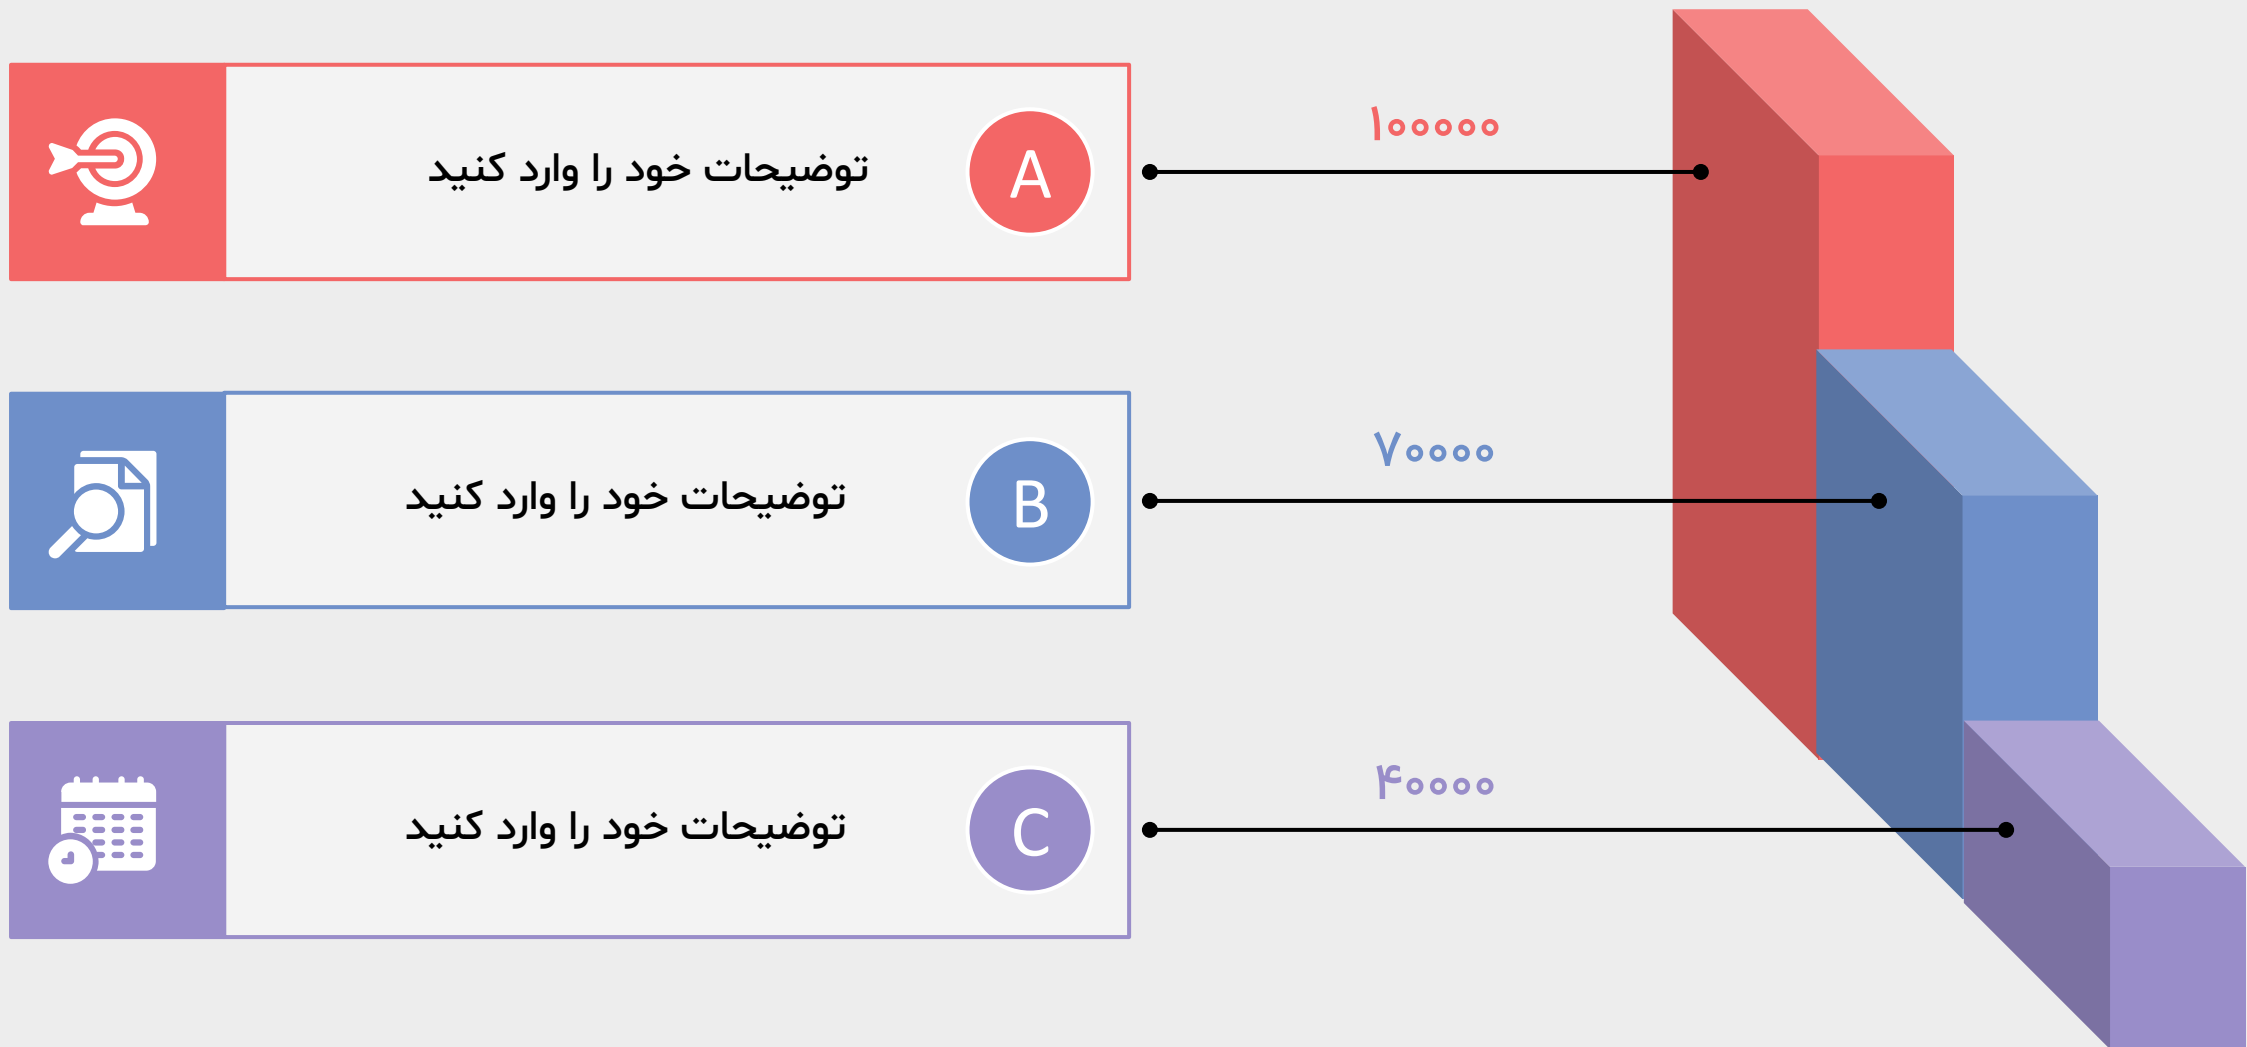 توضیحات خود را وارد کنید
A
۱۰۰۰۰۰
توضیحات خود را وارد کنید
B
۷۰۰۰۰
توضیحات خود را وارد کنید
C
۴۰۰۰۰